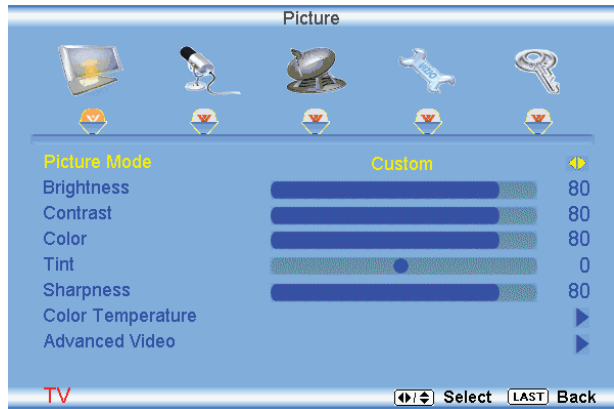 Picture
VIZIO
Picture Mode Custom
Brightness 80
Contrast 80
Color 80
Tint 0
Sharpness 80
Color Temperature
Advanced Video
TV Select LAST Back